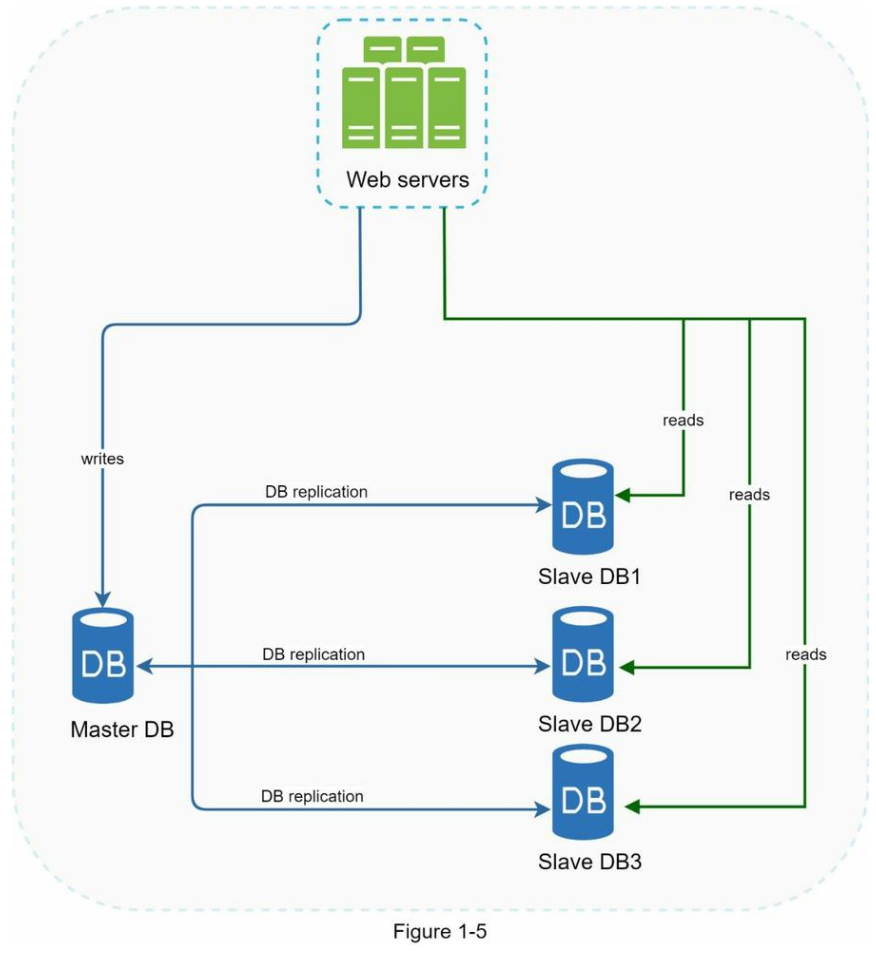 Web servers
reads
writes
DB replication
reads
DB
Slave DB1
DB replication
reads
DB
Master DB
DB
Slave DB2
DB replication
DB
Slave DB3
Figure 1-5